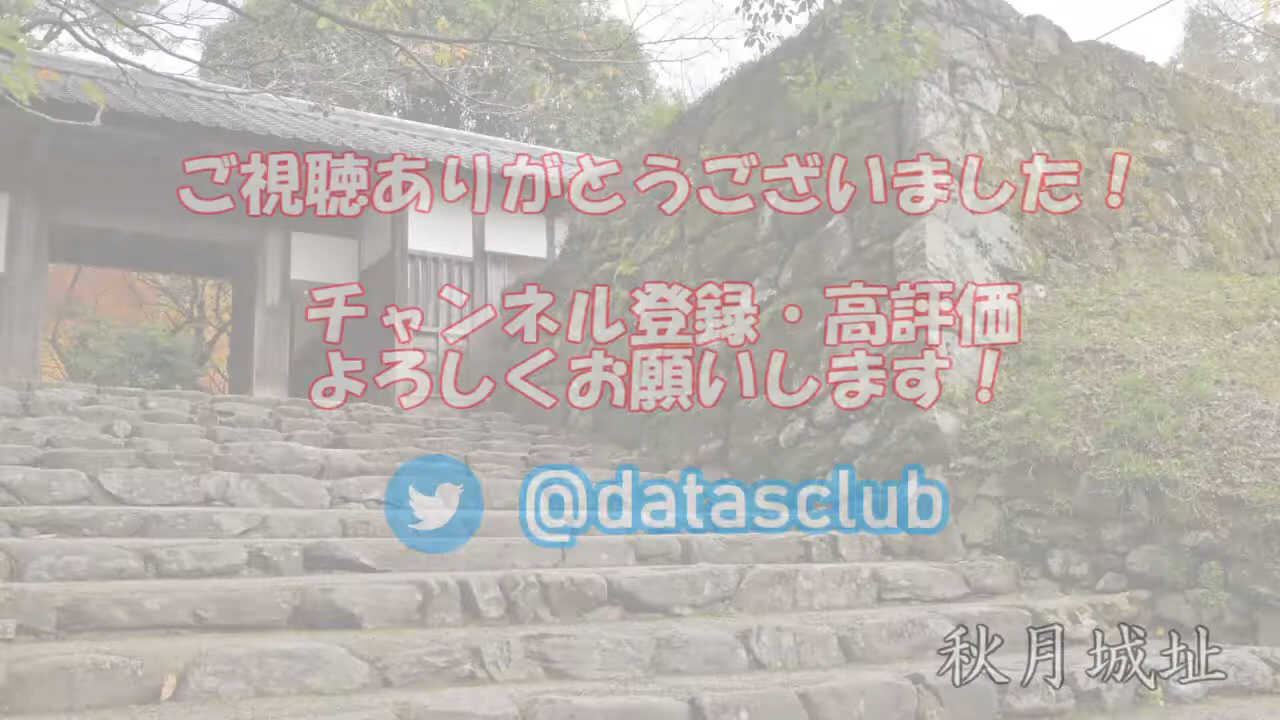 ご視聴ありがとうございました！
チャンネル登録・高評価
よろしくお願いします！
@datasclub
秋月城址